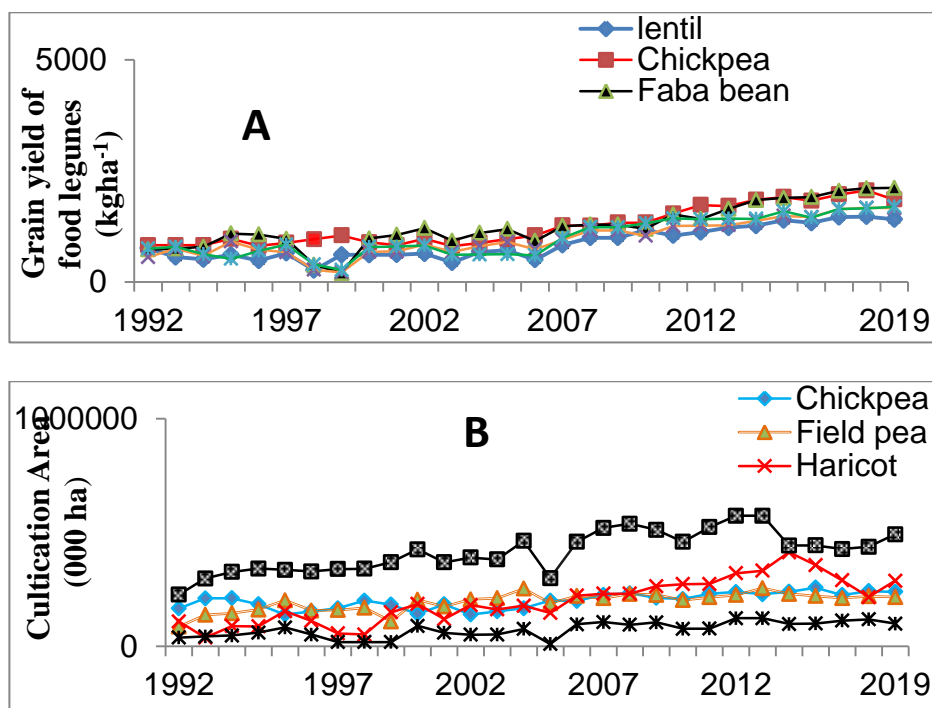 5000
0
Grain yield of
food legunes
(kgha-1)
A
lentil
Chickpea
Faba bean
1992 1997 2002 2007 2012 2019
1000000
0
Cultication Area
(000 ha)
B
Chickpea
Field pea
Haricot
1992 1997 2002 2007 2012 2019